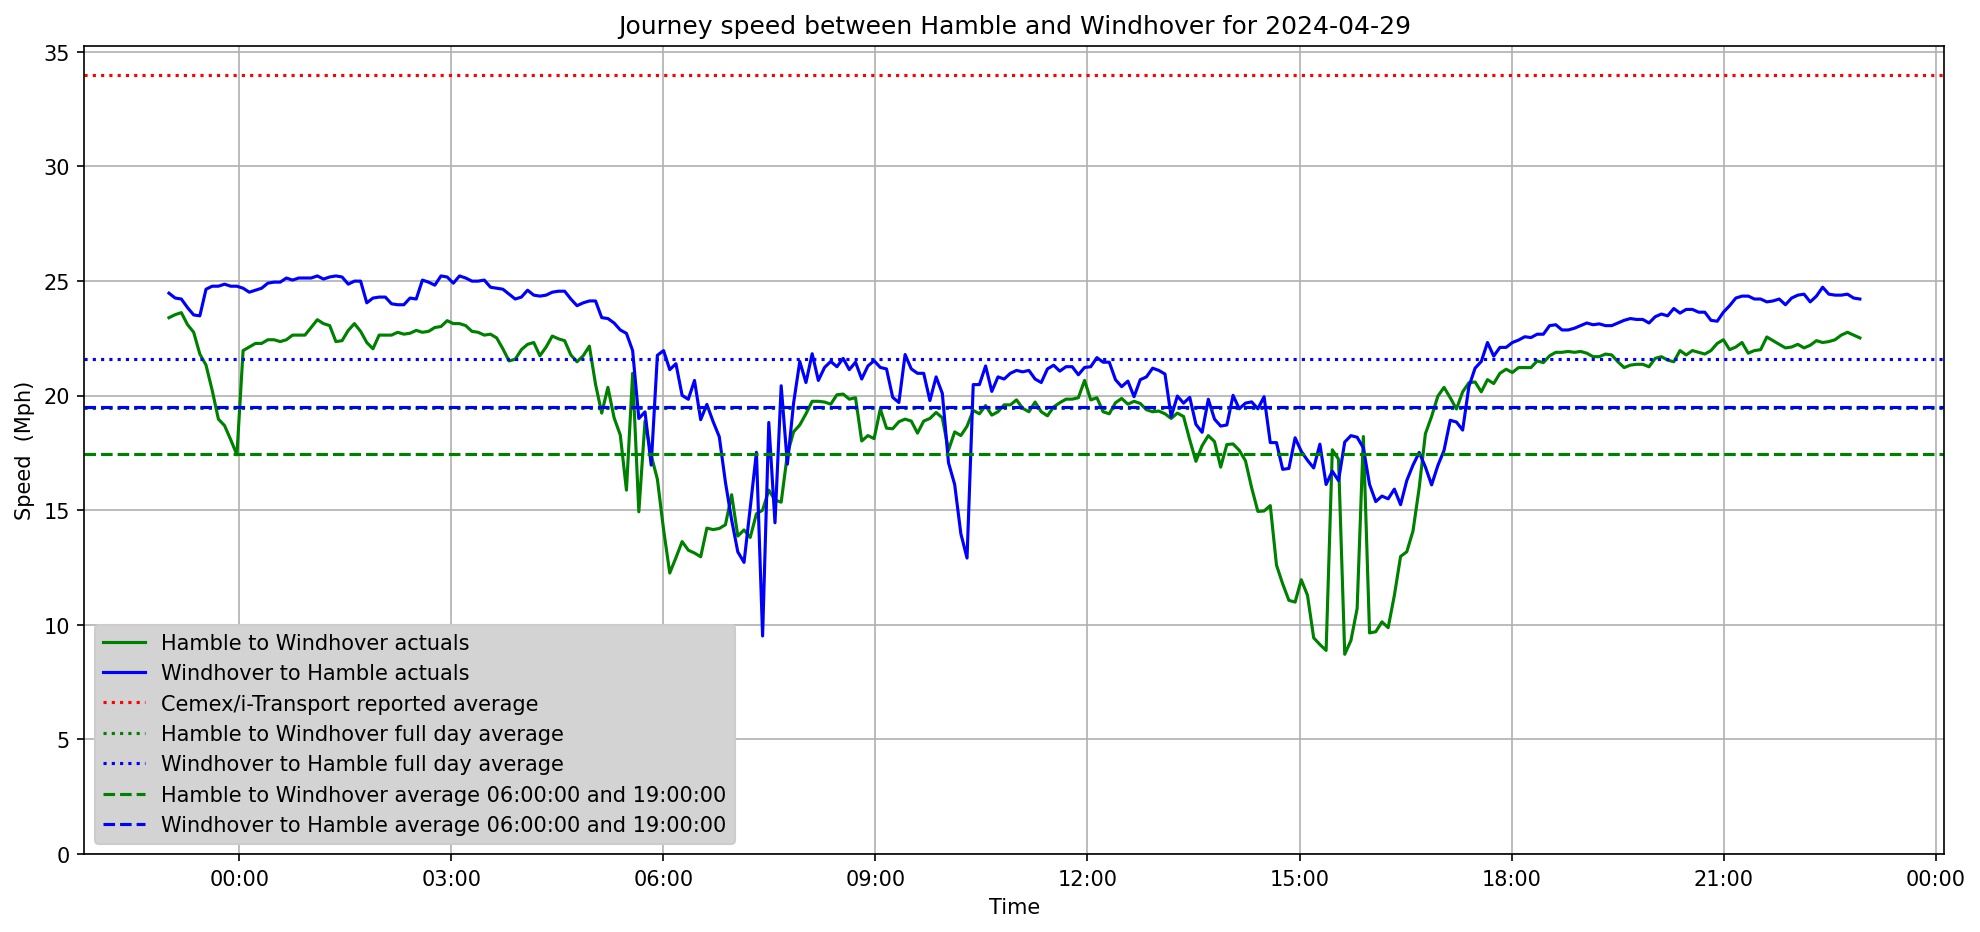 Journey speed between Hamble and Windhover for 2024-04-29
35
30
25
20
15
10
5
0
Speed (Mph)
Hamble to Windhover actuals
Windhover to Hamble actuals
Cemex/i-Transport reported average
Hamble to Windhover full day average
Windhover to Hamble full day average
Hamble to Windhover average 06:00:00 and 19:00:00
Windhover to Hamble average 06:00:00 and 19:00:00
00:00 03:00 06:00 09:00 12:00 15:00 18:00 21:00 00:00
Time